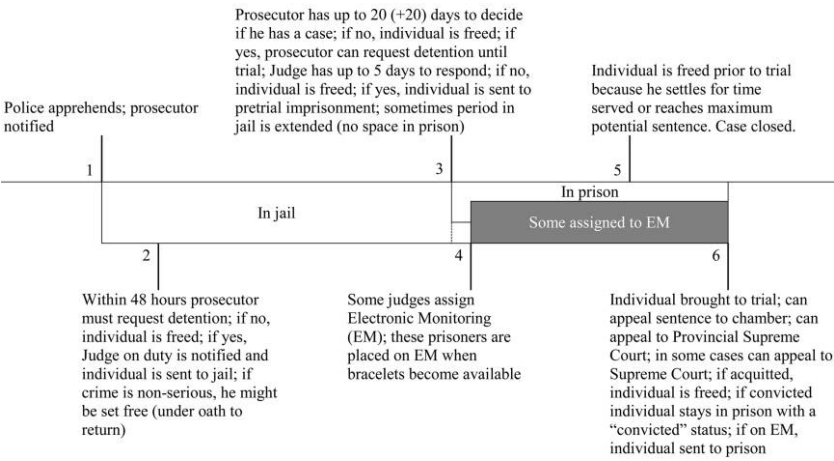 Prosecutor has up to 20 (+20) days to decide
if he has a case; if no, individual is freed; if
yes, prosecutor can request detention until
trial; Judge has up to 5 days to respond; if no,
individual is freed; if yes, individual is sent to
pretrial imprisonment; sometimes period in
jail is extended (no space in prison)
Police apprehends; prosecutor
notified
Individual is freed prior to trial
because he settles for time
served or reaches maximum
potential sentence. Case closed.
1
3
5
In jail
In prison
Some assigned to EM
2
4
6
Within 48 hours prosecutor
must request detention; if no,
individual is freed; if yes,
Judge on duty is notified and
individual is sent to jail; if
crime is non-serious, he might
be set free (under oath to
return)
Some judges assign
Electronic Monitoring
(EM); these prisoners are
placed on EM when
bracelets become available
Individual brought to trial; can
appeal sentence to chamber; can
appeal to Provincial Supreme
Court; in some cases can appeal to
Supreme Court; if acquitted,
individual is freed; if convicted
individual stays in prison with a
“convicted” status; if on EM,
individual sent to prison